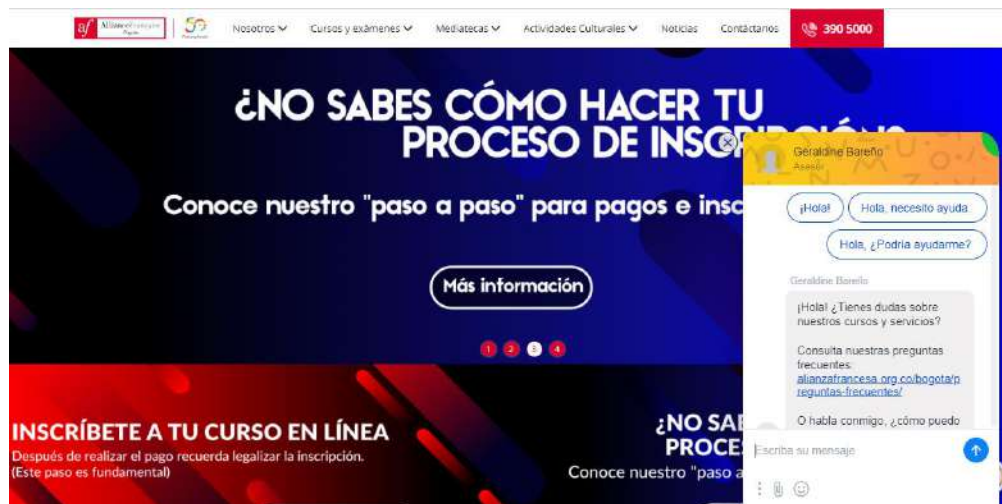 af
Nosotros
Cursos y exámenes
Mediatecas
Actividades Culturales
Noticias
Contáctanos
390 5000
¿NO SABES CÓMO HACER TU
PROCESO DE
Conoce nuestro "paso a paso" para pagos e
Más información
1 2 3 4
INSCRÍBETE A TU CURSO EN LÍNEA
Después de realizar el pago recuerda legalizar la inscripción.
(Este paso es fundamental)
¿NO
Conoce nuestro "paso a
Geraldine Bareño
Asesor
¡Hola!
Hola, necesito ayuda
Hola, ¿Podría ayudarme?
Geraldine Bareño
¡Hola! ¿Tienes dudas sobre
nuestros cursos y servicios?
Consulta nuestras preguntas
frecuentes:
alianzafrancesa.org.co/bogota/p
reguntas-frecuentes/
O habla conmigo, ¿cómo puedo
Escriba su mensaje